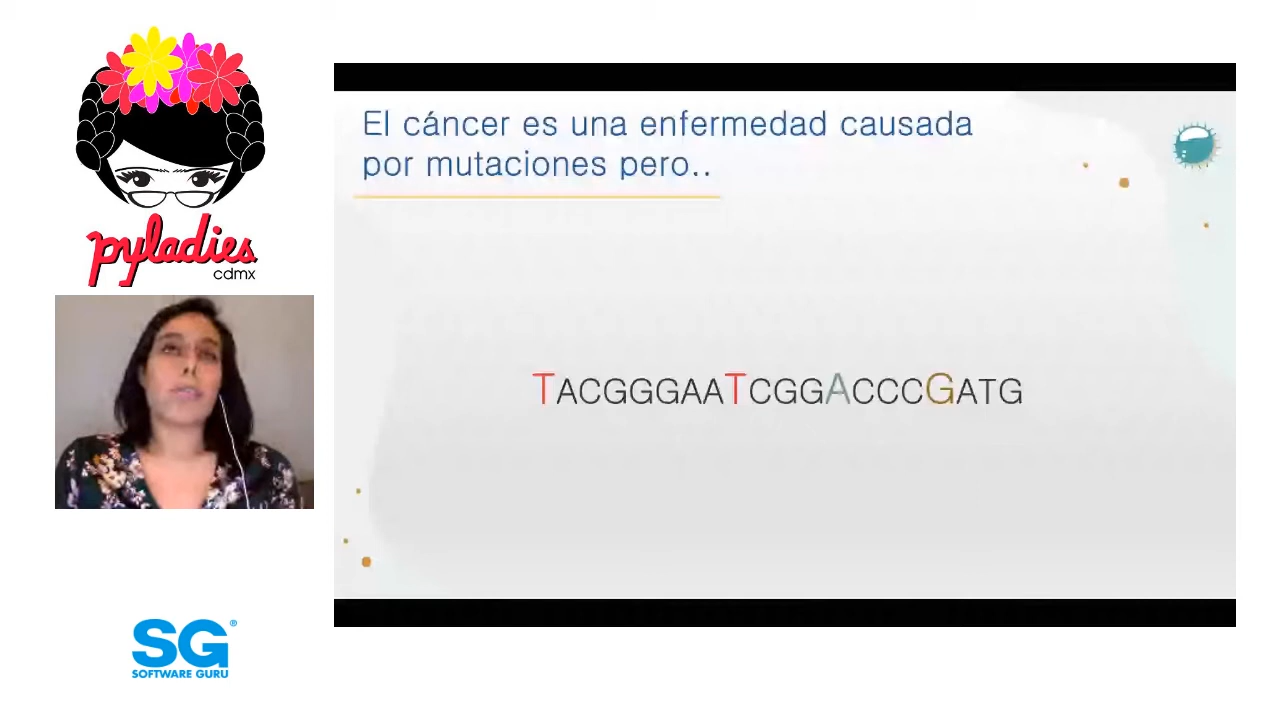 pyladies
cdmx
El cáncer es una enfermedad causada
por mutaciones pero..
TACGGGAATCGGACCCGATG
SG®
SOFTWARE GURU